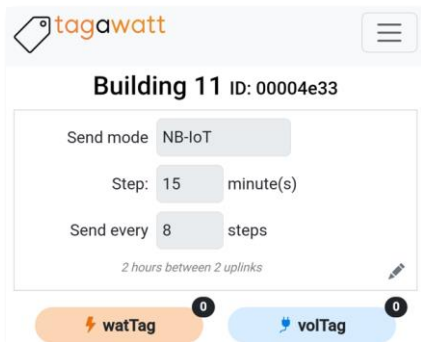 tagawatt
Building 11 ID: 00004e33
Send mode NB-IoT
Step: 15 minute(s)
Send every 8 steps
2 hours between 2 uplinks
0 0
watTag volTag